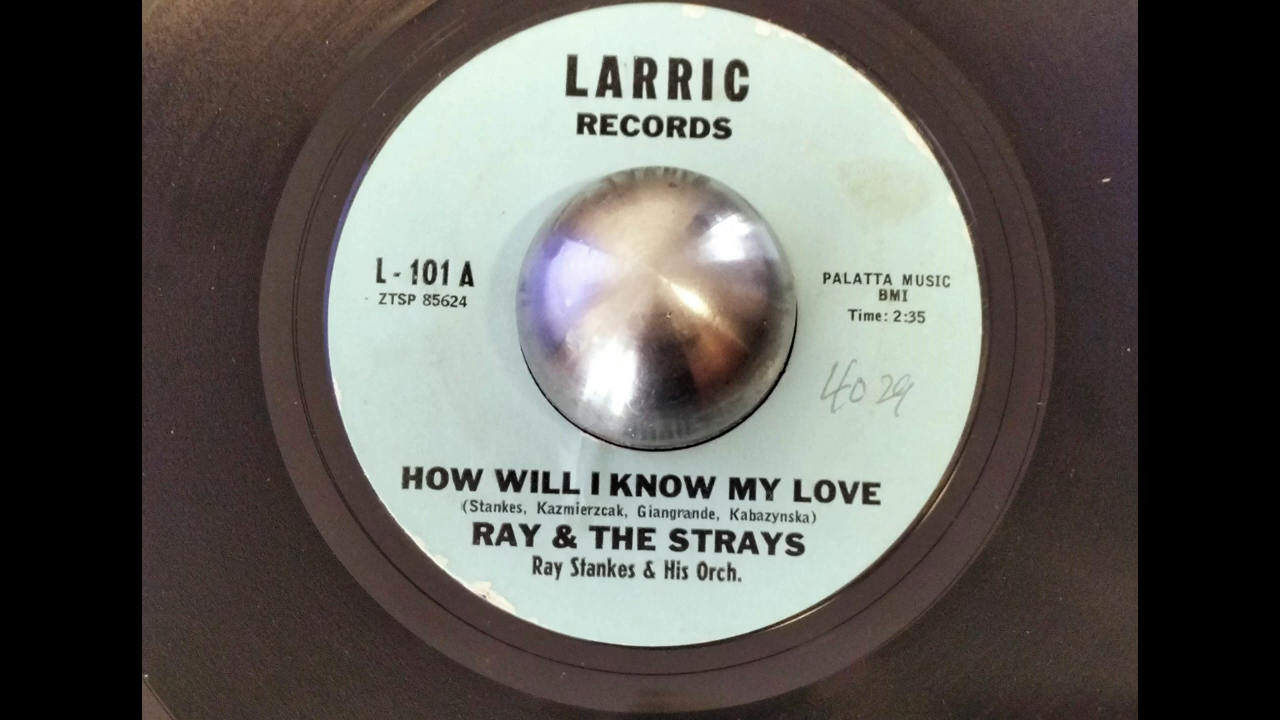 LARRIC
RECORDS
L - 101 A
ZTSP 85624
PALATTA MUSIC
BMI
Time: 2:35
4029
HOW WILL I KNOW MY LOVE
(Stankes, Kazmierzcak, Giangrande, Kabazynska)
RAY & THE STRAYS
Ray Stankes & His Orch.